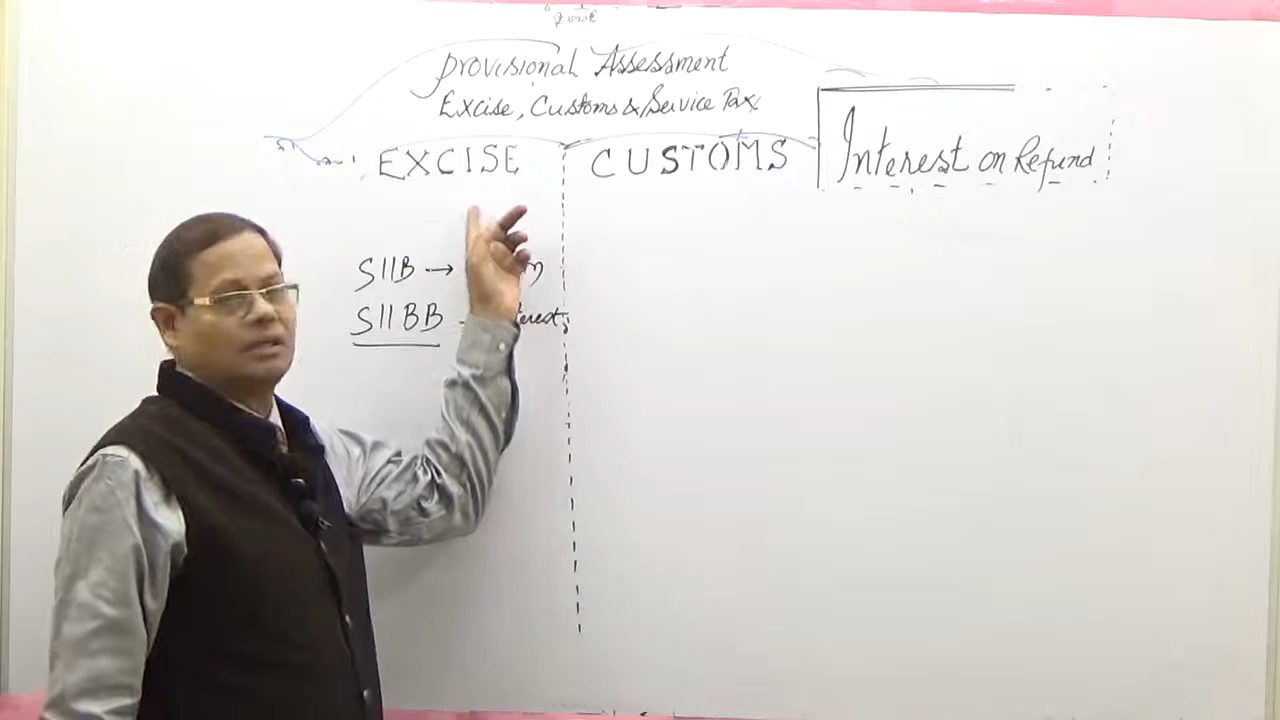 Provisional Assessment
Excise, Customs & Service Tax
EXCISE
CUSTOMS
Interest on Refund
S11B →
S11BB